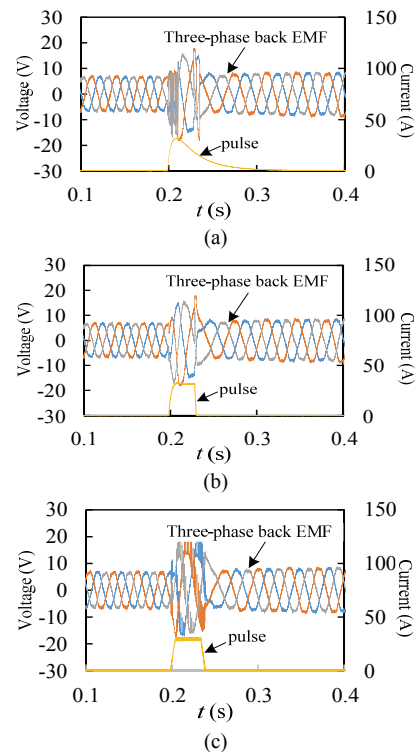 30
20
10
0
-10
-20
-30
Voltage (V)
150
100
50
0
Current (A)
Three-phase back EMF
pulse
0.1 0.2 0.3 0.4
t (s)
(a)
30
20
10
0
-10
-20
-30
Voltage (V)
150
100
50
0
Current (A)
Three-phase back EMF
pulse
0.1 0.2 0.3 0.4
t (s)
(b)
30
20
10
0
-10
-20
-30
Voltage (V)
150
100
50
0
Current (A)
Three-phase back EMF
pulse
0.1 0.2 0.3 0.4
t (s)
(c)